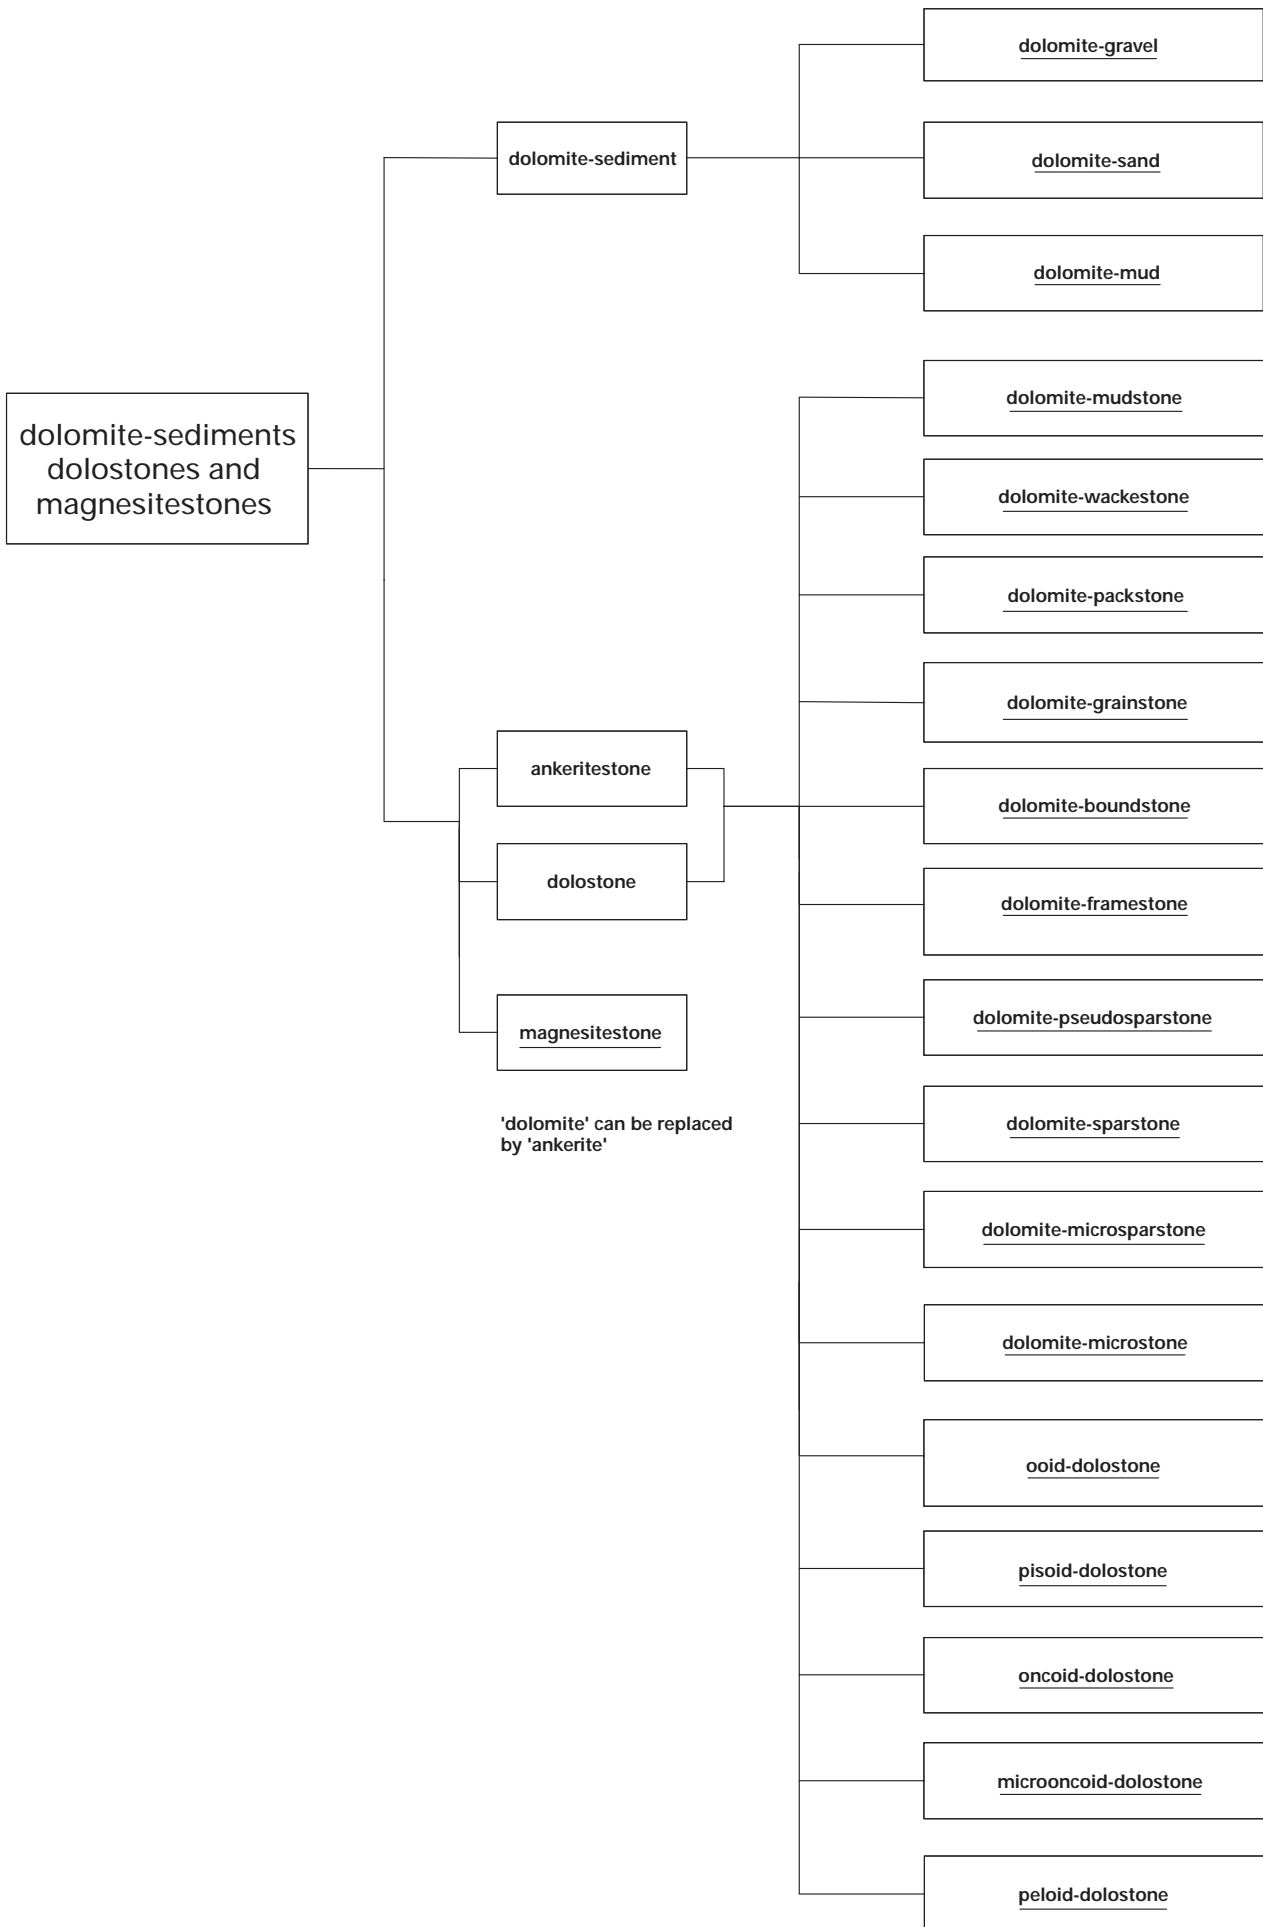 dolomite-gravel
dolomite-sediment
dolomite-sand
dolomite-mud
dolomite-sediments
dolostones and
magnesitestones
dolomite-mudstone
dolomite-wackestone
dolomite-packstone
dolomite-grainstone
ankeritestone
dolomite-boundstone
dolostone
dolomite-framestone
magnesitestone
dolomite-pseudosparstone
'dolomite' can be replaced
by 'ankerite'
dolomite-sparstone
dolomite-microsparstone
dolomite-microstone
ooid-dolostone
pisoid-dolostone
oncoid-dolostone
microoncoid-dolostone
peloid-dolostone